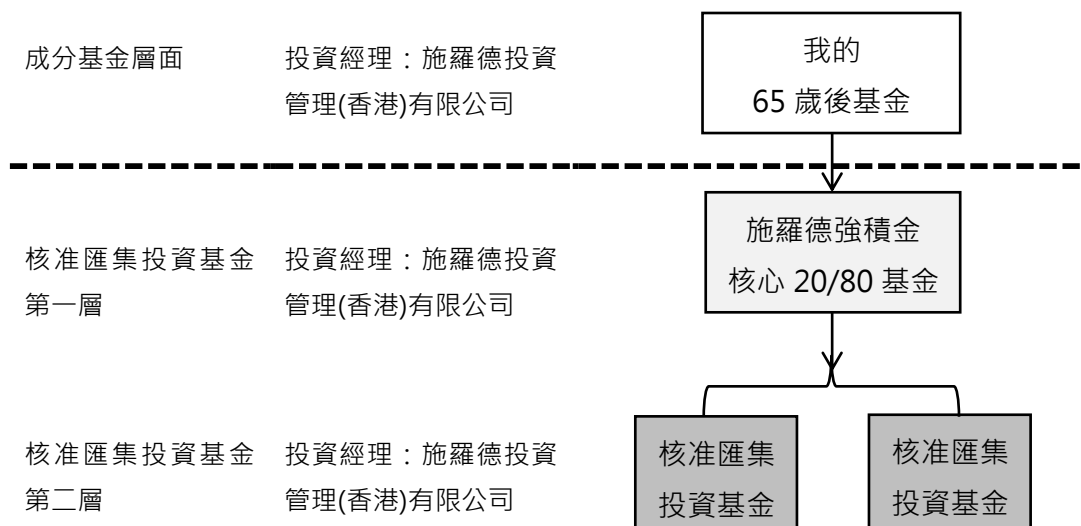 成分基金層面
投資經理：施羅德投資
管理(香港)有限公司
我的
65 歲後基金
核准匯集投資基金
第一層
投資經理：施羅德投資
管理(香港)有限公司
施羅德強積金
核心 20/80 基金
核准匯集投資基金
第二層
投資經理：施羅德投資
管理(香港)有限公司
核准匯集
投資基金
核准匯集
投資基金